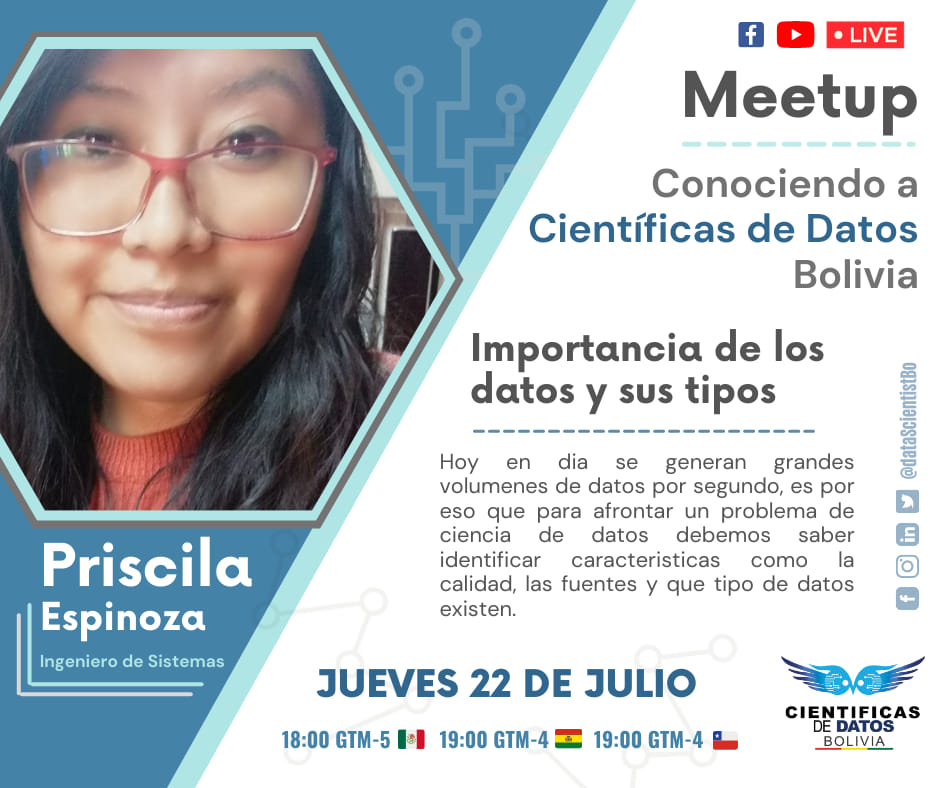 LIVE
Meetup
Conociendo a
Científicas de Datos
Bolivia
Importancia de los
datos y sus tipos
Hoy en dia se generan grandes
volumenes de datos por segundo, es por
eso que para afrontar un problema de
ciencia de datos debemos saber
identificar caracteristicas como la
calidad, las fuentes y que tipo de datos
existen.
@dataScientistBo
Priscila
Espinoza
Ingeniero de Sistemas
JUEVES 22 DE JULIO
18:00 GTM-5 19:00 GTM-4 19:00 GTM-4
CIENTIFICAS
DE DATOS
BOLIVIA